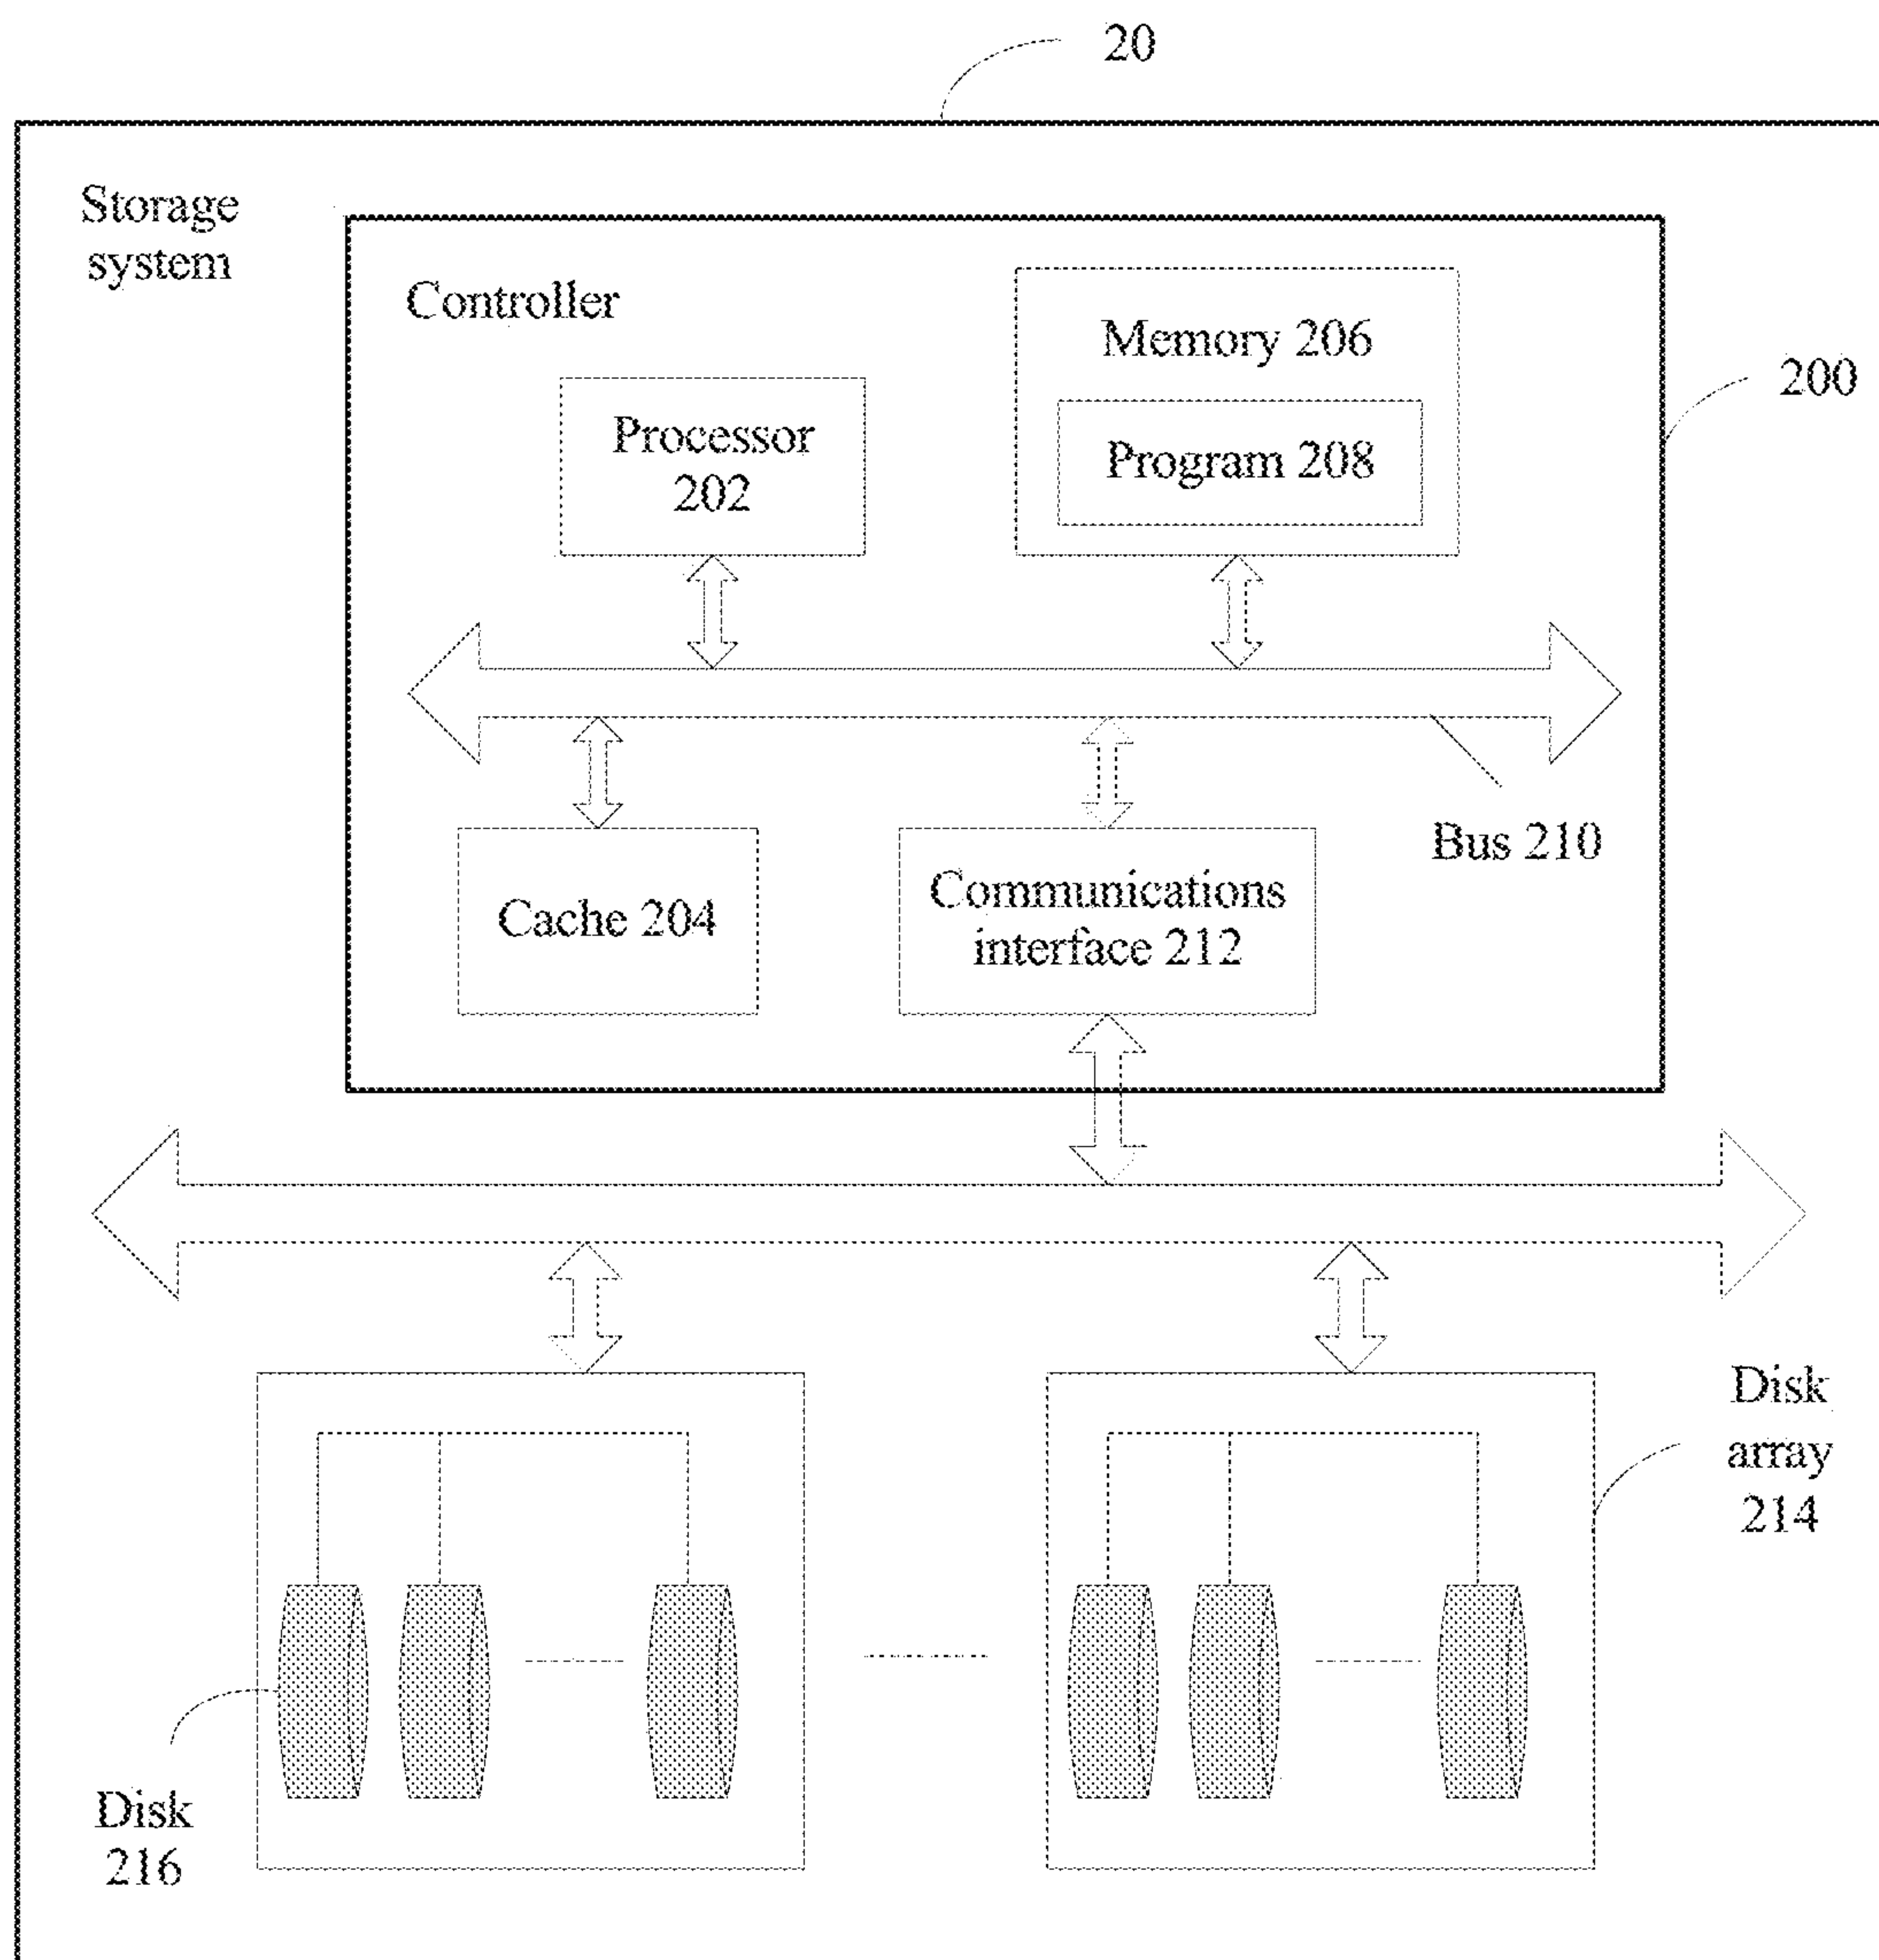 20
Storage
system
Controller
Memory 206
200
Processor
202
Program 208
Bus 210
Cache 204
Communications
interface 212
Disk
array
214
Disk
216